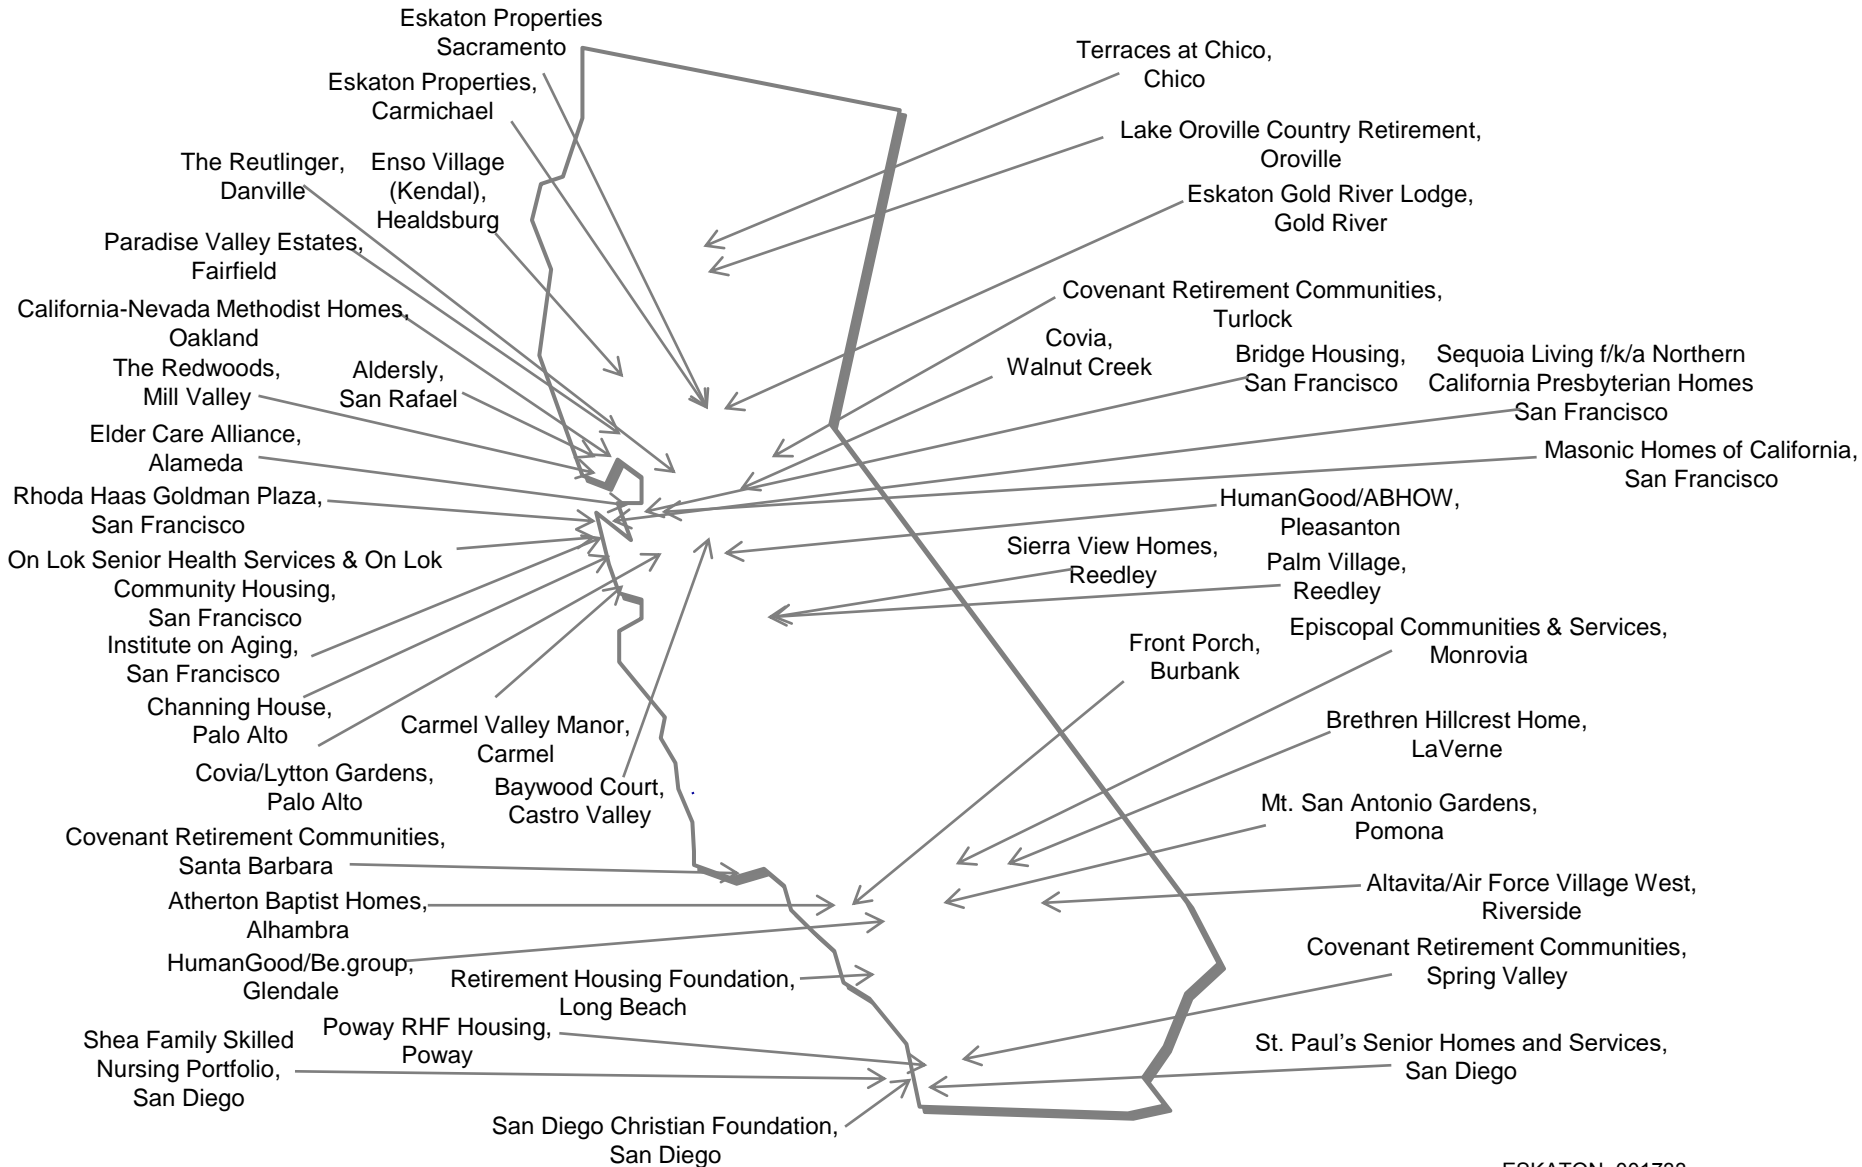 Eskaton Properties
Sacramento
Eskaton Properties,
Carmichael
The Reutlinger,
Danville
Enso Village
(Kendal),
Healdsburg
Paradise Valley Estates,
Fairfield
California-Nevada Methodist Homes,
Oakland
The Redwoods,
Mill Valley
Aldersly,
San Rafael
Elder Care Alliance,
Alameda
Rhoda Haas Goldman Plaza,
San Francisco
On Lok Senior Health Services & On Lok
Community Housing,
San Francisco
Institute on Aging,
San Francisco
Channing House,
Palo Alto
Covia/Lytton Gardens,
Palo Alto
Carmel Valley Manor,
Carmel
Baywood Court,
Castro Valley
Covenant Retirement Communities,
Santa Barbara
Atherton Baptist Homes,
Alhambra
HumanGood/Be.group,
Glendale
Retirement Housing Foundation,
Long Beach
Poway RHF Housing,
Poway
Shea Family Skilled
Nursing Portfolio,
San Diego
San Diego Christian Foundation,
San Diego
Terraces at Chico,
Chico
Lake Oroville Country Retirement,
Oroville
Eskaton Gold River Lodge,
Gold River
Covenant Retirement Communities,
Turlock
Covia,
Walnut Creek
Bridge Housing,
San Francisco
Sequoia Living f/k/a Northern
California Presbyterian Homes
San Francisco
Masonic Homes of California,
San Francisco
HumanGood/ABHOW,
Pleasanton
Sierra View Homes,
Reedley
Palm Village,
Reedley
Episcopal Communities & Services,
Monrovia
Front Porch,
Burbank
Brethren Hillcrest Home,
LaVerne
Mt. San Antonio Gardens,
Pomona
Altavita/Air Force Village West,
Riverside
Covenant Retirement Communities,
Spring Valley
St. Paul's Senior Homes and Services,
San Diego